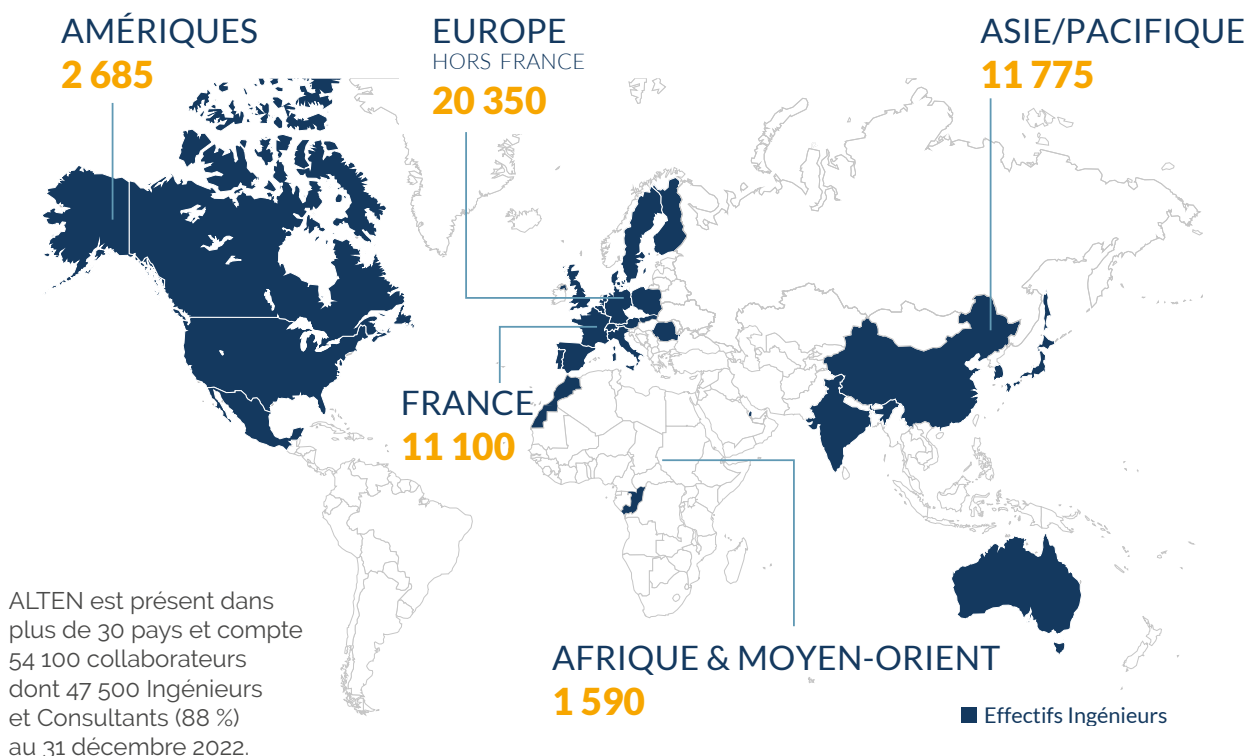 AMÉRIQUES
2 685
EUROPE
HORS FRANCE
20 350
ASIE/PACIFIQUE
11 775
FRANCE
11 100
AFRIQUE & MOYEN-ORIENT
1 590
ALTEN est présent dans
plus de 30 pays et compte
54 100 collaborateurs
dont 47 500 Ingénieurs
et Consultants (88 %)
au 31 décembre 2022.
Effectifs Ingénieurs